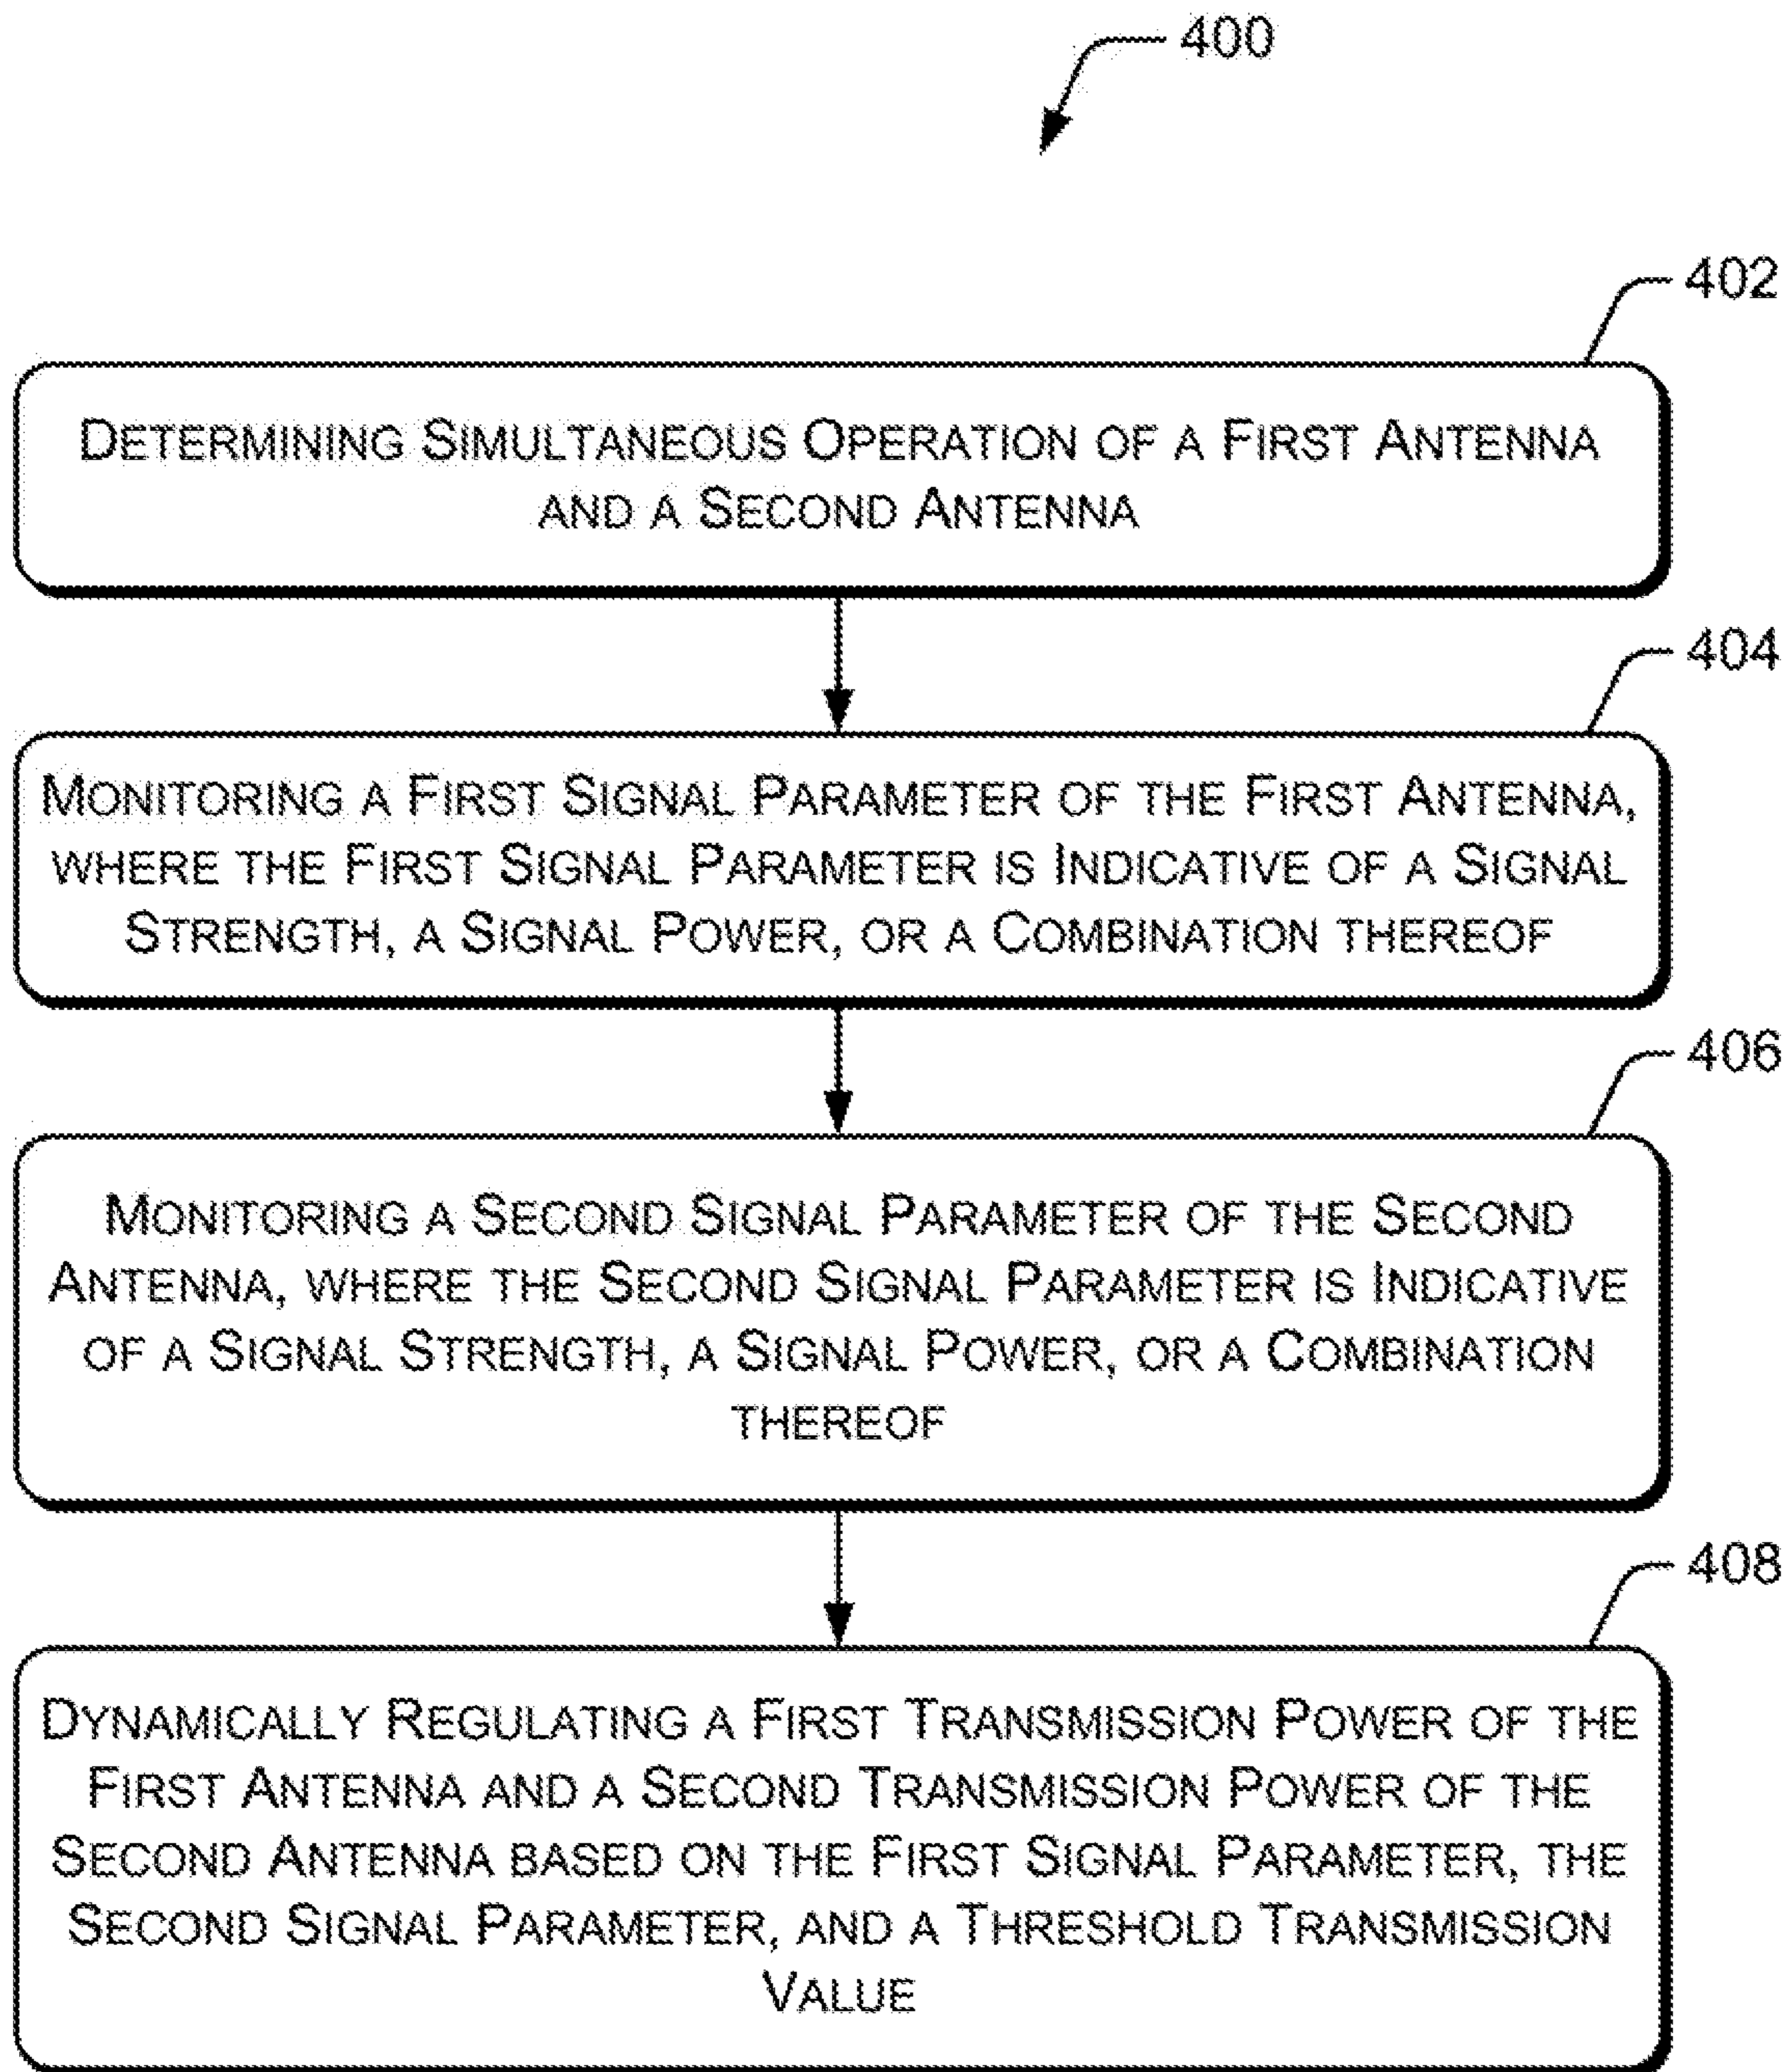 400
402
DETERMINING SIMULTANEOUS OPERATION OF A FIRST ANTENNA
AND A SECOND ANTENNA
404
MONITORING A FIRST SIGNAL PARAMETER OF THE FIRST ANTENNA,
WHERE THE FIRST SIGNAL PARAMETER IS INDICATIVE OF A SIGNAL
STRENGTH, A SIGNAL POWER, OR A COMBINATION THEREOF
406
MONITORING A SECOND SIGNAL PARAMETER OF THE SECOND
ANTENNA, WHERE THE SECOND SIGNAL PARAMETER IS INDICATIVE
OF A SIGNAL STRENGTH, A SIGNAL POWER, OR A COMBINATION
THEREOF
408
DYNAMICALLY REGULATING A FIRST TRANSMISSION POWER OF THE
FIRST ANTENNA AND A SECOND TRANSMISSION POWER OF THE
SECOND ANTENNA BASED ON THE FIRST SIGNAL PARAMETER, THE
SECOND SIGNAL PARAMETER, AND A THRESHOLD TRANSMISSION
VALUE